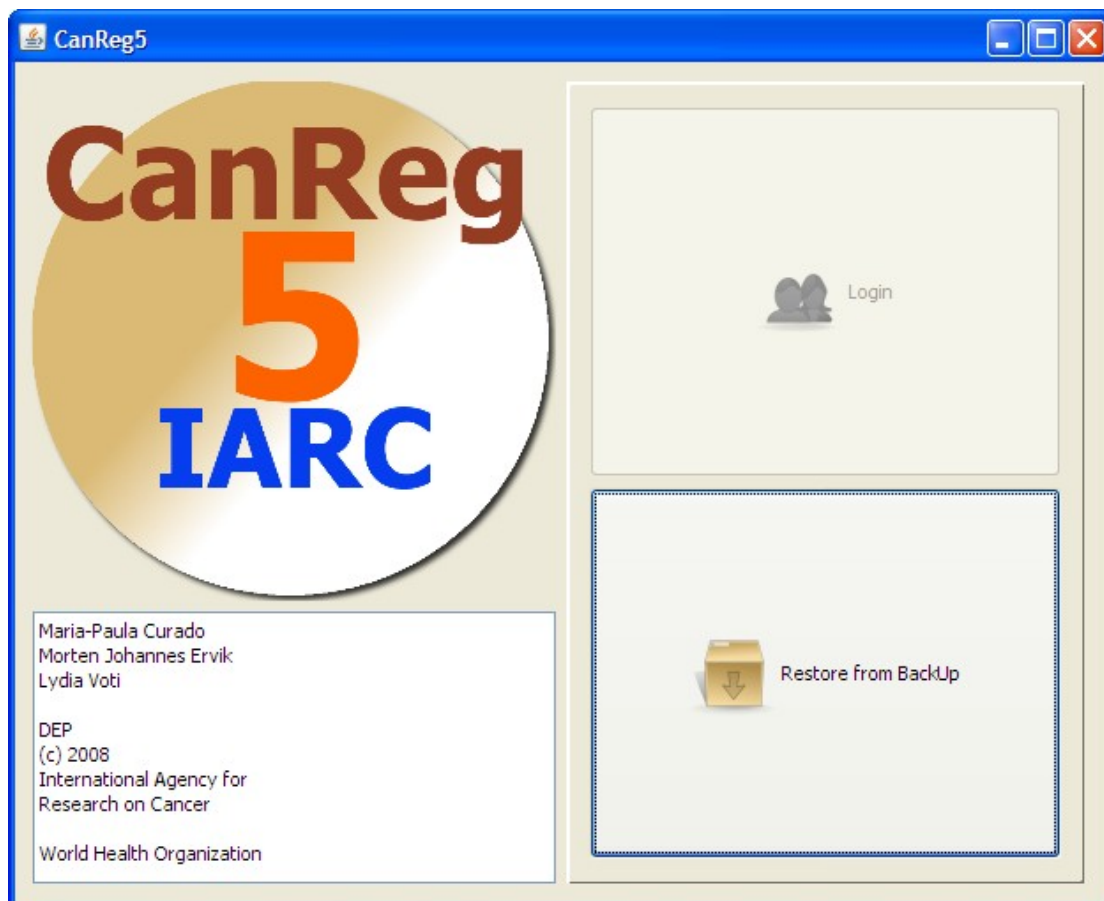 CanReg5
CanReg
5
IARC
Maria-Paula Curado
Morten Johannes Ervik
Lydia Voti
DEP
(c) 2008
International Agency for
Research on Cancer
World Health Organization
Login
Restore from BackUp